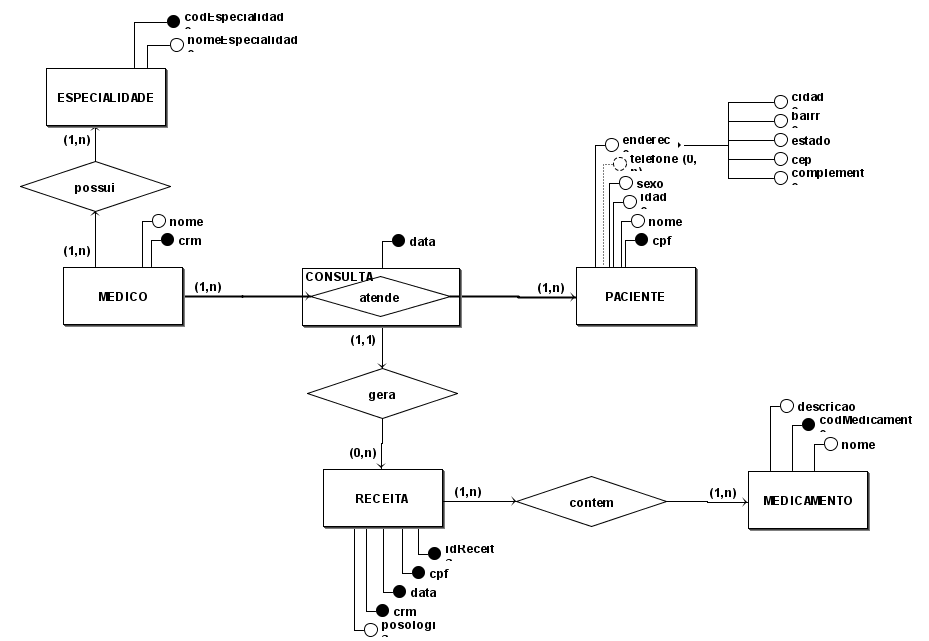 codEspecialidad
nomeEspecialidad
ESPECIALIDADE
(1,n)
possui
(1,n)
nome
crm
MEDICO
(1,n)
data
CONSULTA
atende
(1,n)
cidad
bairr
estado
cep
complement
enderec
telefone (0,
n)
sexo
idad
nome
cpf
PACIENTE
(1,1)
gera
(0,n)
RECEITA
(1,n)
contem
(1,n)
descricao
codMedicament
nome
MEDICAMENTO
idReceit
cpf
data
crm
posologi